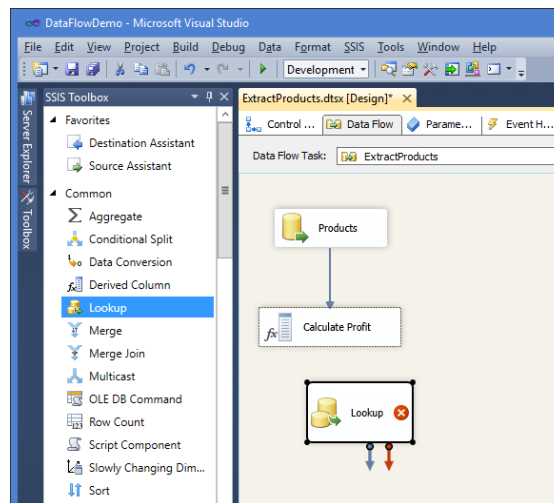 DataFlowDemo - Microsoft Visual Studio
File Edit View Project Build Debug Data Format SSIS Tools Window Help
Development
SSIS Toolbox
ExtractProducts.dtsx [Design]*
Control ... Data Flow Parame... Event H...
Data Flow Task: ExtractProducts
Server Explorer
Toolbox
Favorites
Destination Assistant
Source Assistant
Common
Aggregate
Conditional Split
Data Conversion
Derived Column
Lookup
Merge
Merge Join
Multicast
OLE DB Command
Row Count
Script Component
Slowly Changing Dim...
Sort
Products
fx Calculate Profit
Lookup